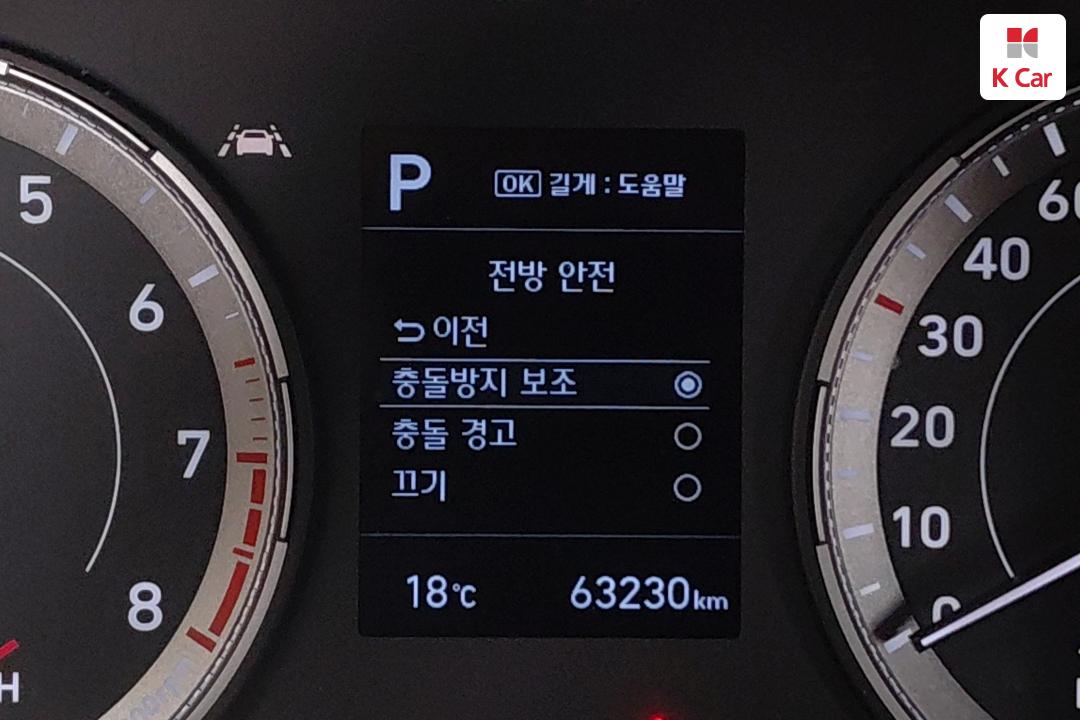 K Car
P
OK 길게 : 도움말
전방 안전
이전
충돌방지 보조
충돌 경고
끄기
18℃
63230km
5
6
7
8
H
60
40
30
20
10
0